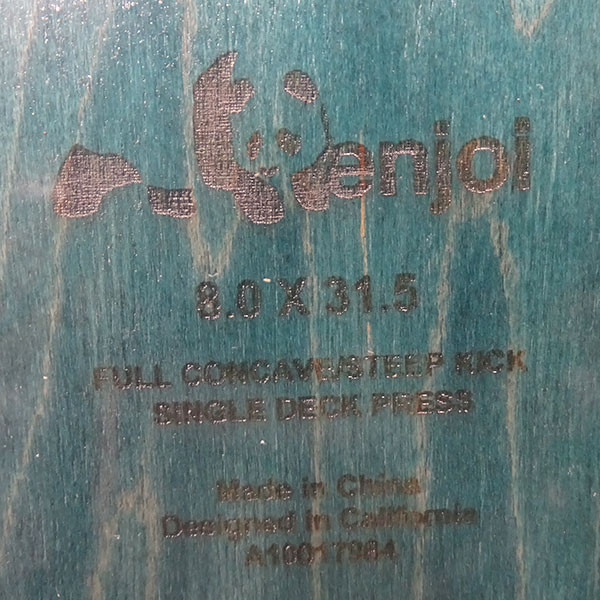 enjoi
8.0 X 31.5
FULL CONCAVE/STEEP KICK
SINGLE DECK PRESS
Made in China
Designed in California
A10017984